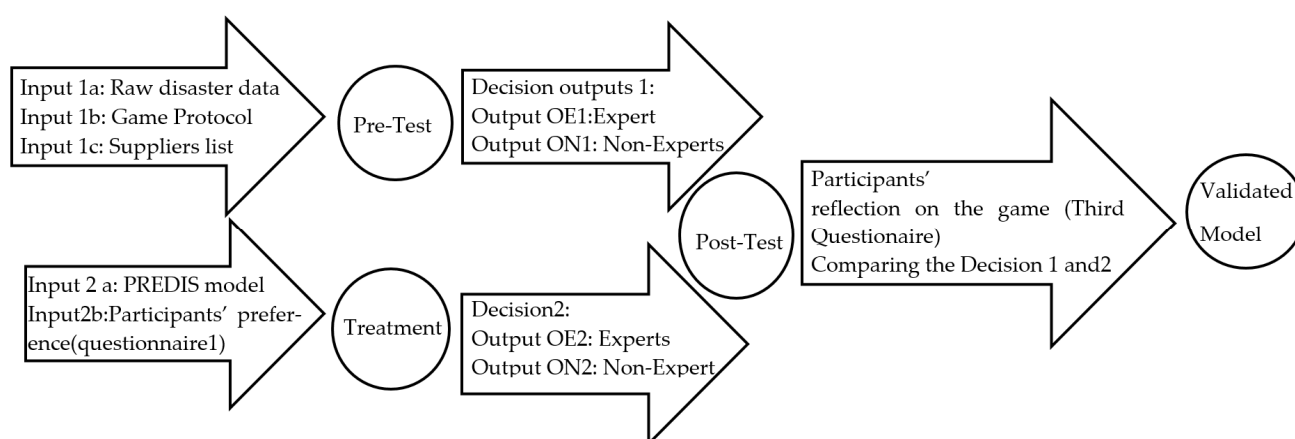 Input 1a: Raw disaster data
Input 1b: Game Protocol
Input 1c: Suppliers list
Pre-Test
Decision outputs 1:
Output OE1:Expert
Output ON1: Non-Experts
Input 2 a: PREDIS model
Input2b:Participants' prefer-
ence(questionnaire1)
Treatment
Decision2:
Output OE2: Experts
Output ON2: Non-Expert
Post-Test
Participants'
reflection on the game (Third
Questionaire)
Comparing the Decision 1 and2
Validated
Model